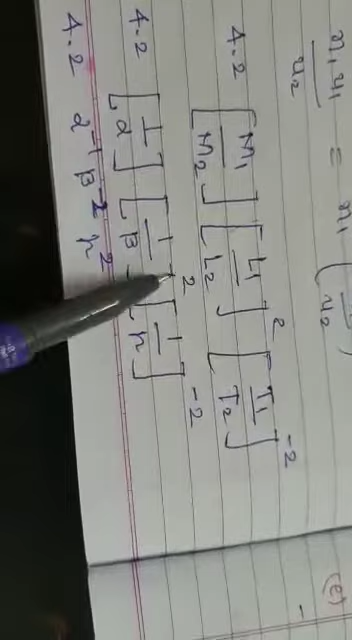 n₁u₁/u₂ = n₁(
4.2 [M₁/M₂] [L₁/L₂]² [T₁/T₂]⁻²
4.2 [1/α] [1/β]² [1/γ]⁻²
4.2 α⁻¹ β⁻² γ²
(e)